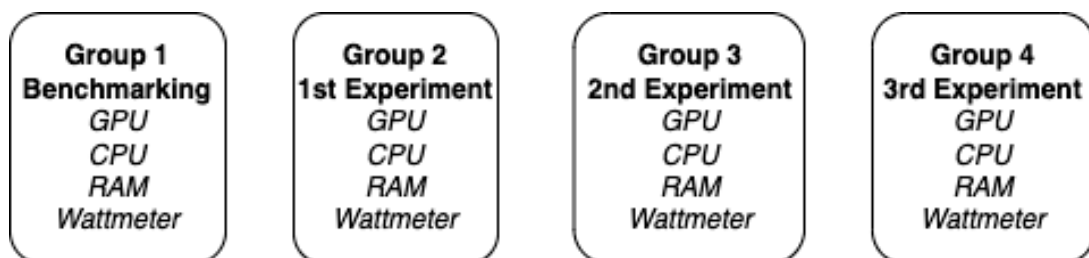 Group 1
Benchmarking
GPU
CPU
RAM
Wattmeter
Group 2
1st Experiment
GPU
CPU
RAM
Wattmeter
Group 3
2nd Experiment
GPU
CPU
RAM
Wattmeter
Group 4
3rd Experiment
GPU
CPU
RAM
Wattmeter